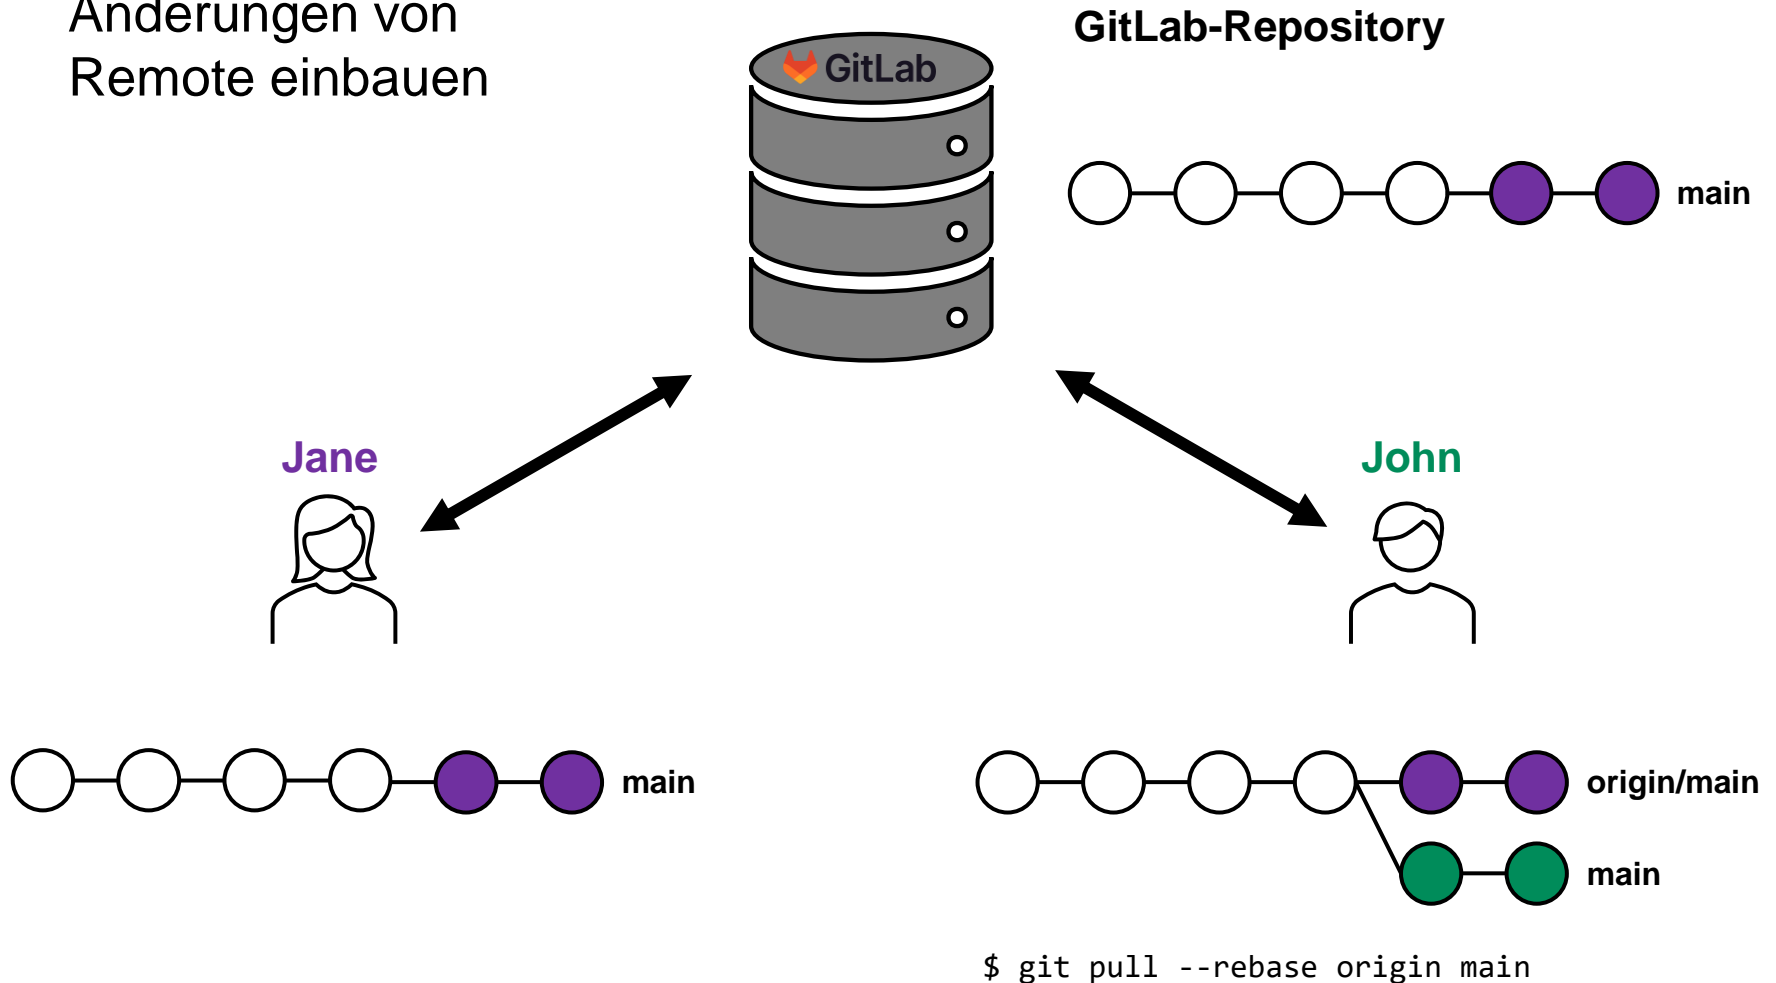 Änderungen von
Remote einbauen
GitLab-Repository
GitLab
main
Jane
John
main
origin/main
main
$ git pull --rebase origin main